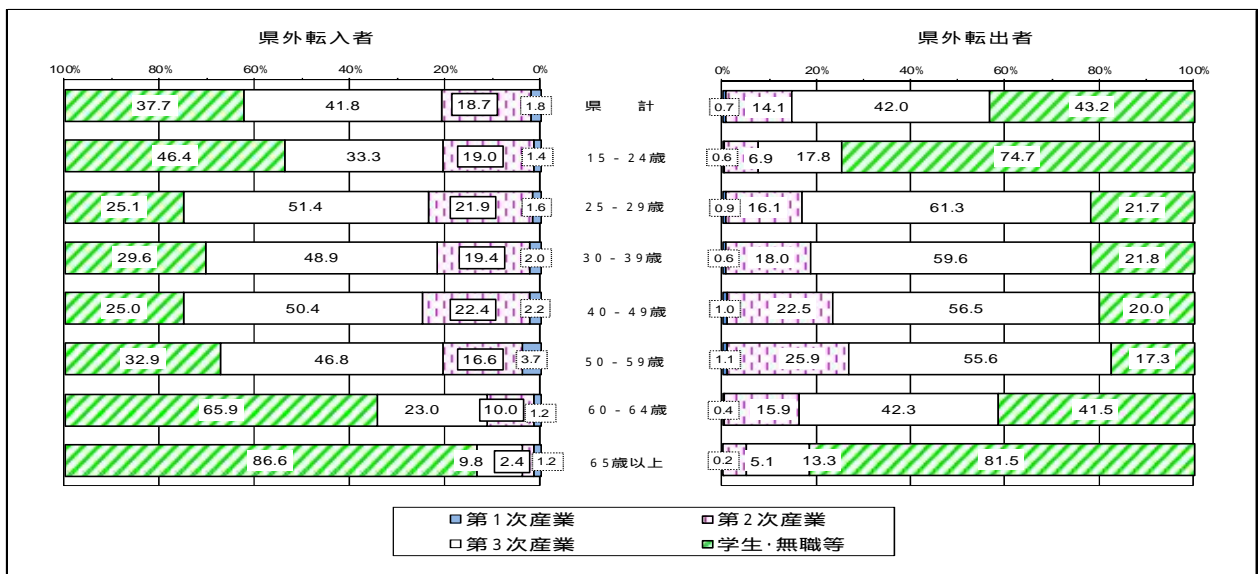 県外転入者 県外転出者
100% 80% 60% 40% 20% 0% 0% 20% 40% 60% 80% 100%
37.7 41.8 18.7 1.8 県 計 0.7 14.1 42.0 43.2
46.4 33.3 19.0 1.4 15-24歳 0.6 6.9 17.8 74.7
25.1 51.4 21.9 1.6 25-29歳 0.9 16.1 61.3 21.7
29.6 48.9 19.4 2.0 30-39歳 0.6 18.0 59.6 21.8
25.0 50.4 22.4 2.2 40-49歳 1.0 22.5 56.5 20.0
32.9 46.8 16.6 3.7 50-59歳 1.1 25.9 55.6 17.3
65.9 23.0 10.0 1.2 60-64歳 0.4 15.9 42.3 41.5
86.6 9.8 2.4 1.2 65歳以上 0.2 5.1 13.3 81.5
第1次産業 第2次産業
第3次産業 学生・無職等